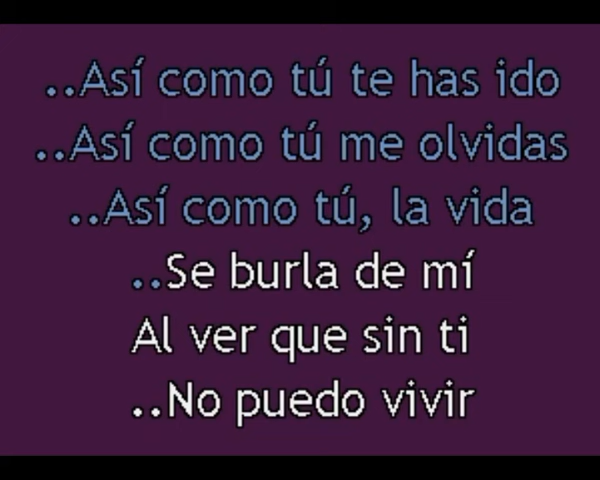 ..Así como tú te has ido
..Así como tú me olvidas
..Así como tú, la vida
..Se burla de mí
Al ver que sin ti
..No puedo vivir